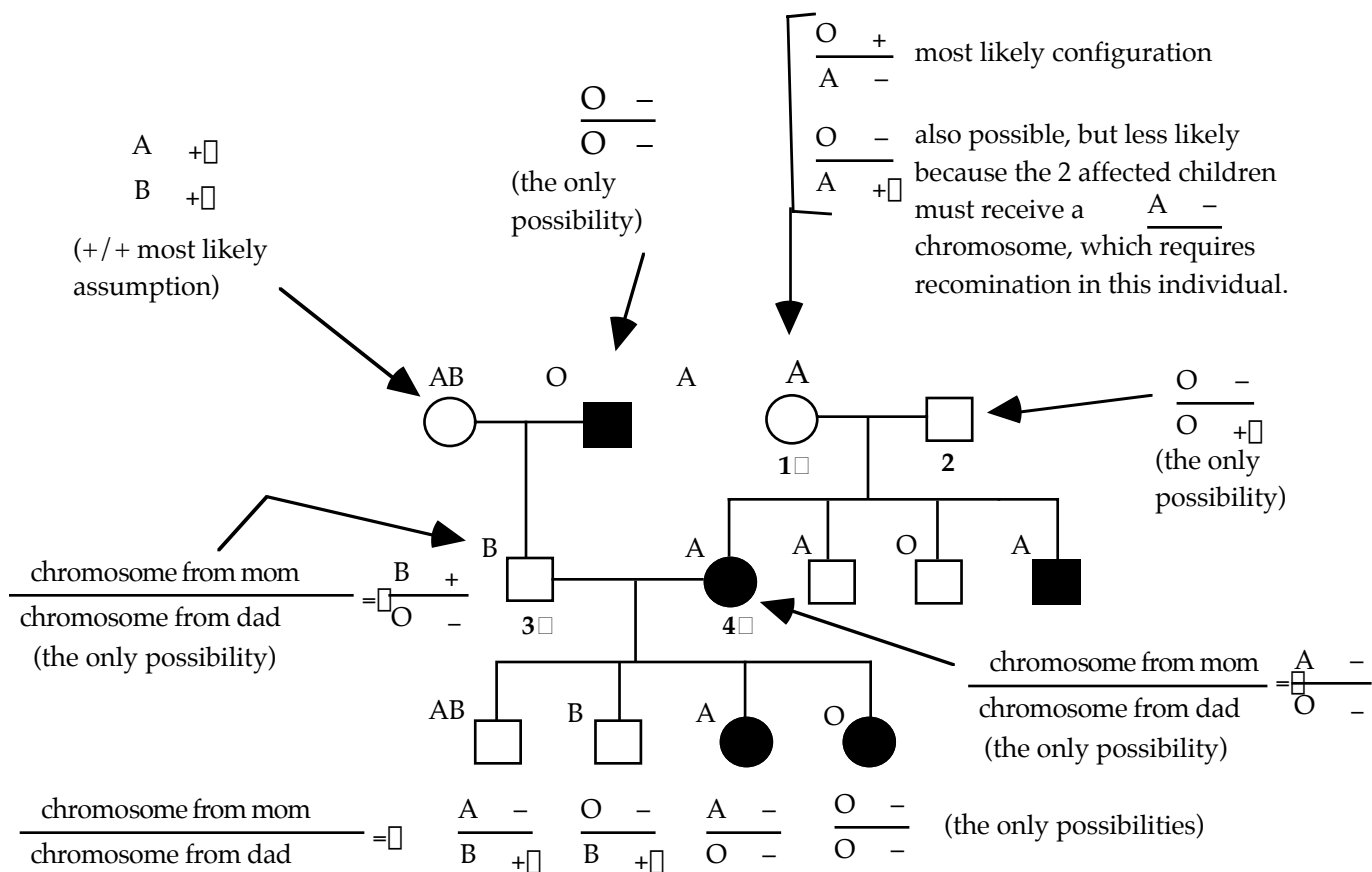 O +
A –
most likely configuration
O –
A +
also possible, but less likely
because the 2 affected children
must receive a A –
chromosome, which requires
recomination in this individual.
O –
O –
(the only
possibility)
A +
B +
(+/+ most likely
assumption)
AB O A A
O –
O +
(the only
possibility)
1 2
B A A O A
chromosome from mom
chromosome from dad
(the only possibility)
= B +
O –
3 4
chromosome from mom
chromosome from dad
(the only possibility)
= A –
O –
AB B A O
chromosome from mom
chromosome from dad
=
A – O – A – O –
B + B + O – O –
(the only possibilities)